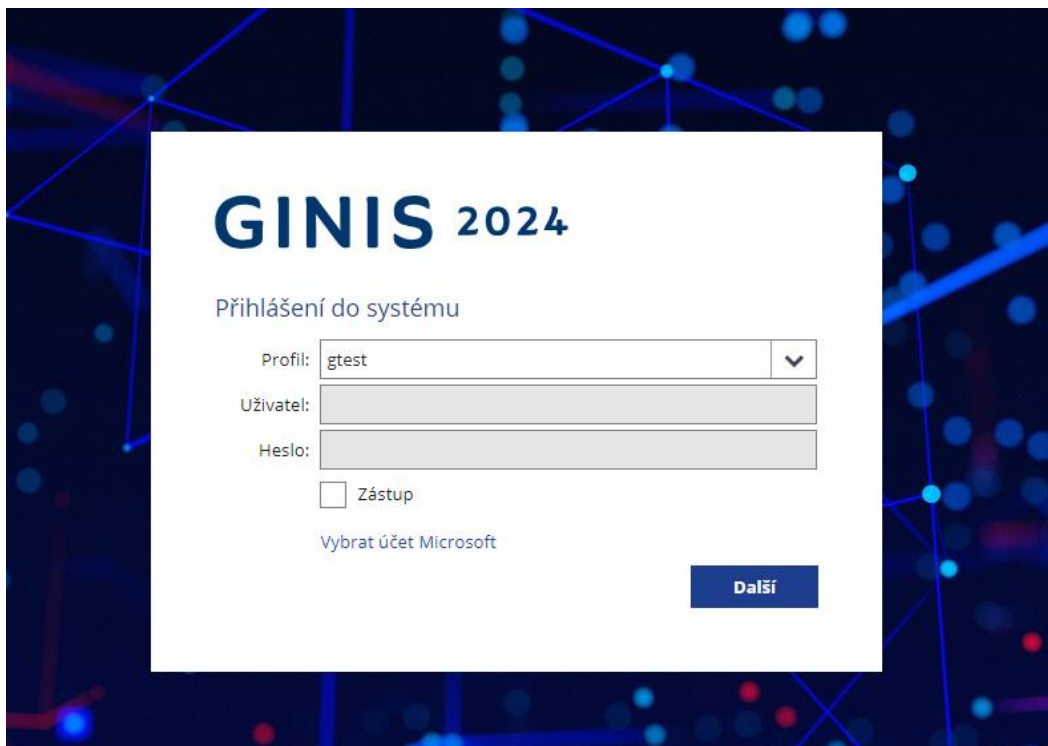 GINIS 2024
Přihlášení do systému
Profil: gtest
Uživatel:
Heslo:
Zástup
Vybrat účet Microsoft
Další